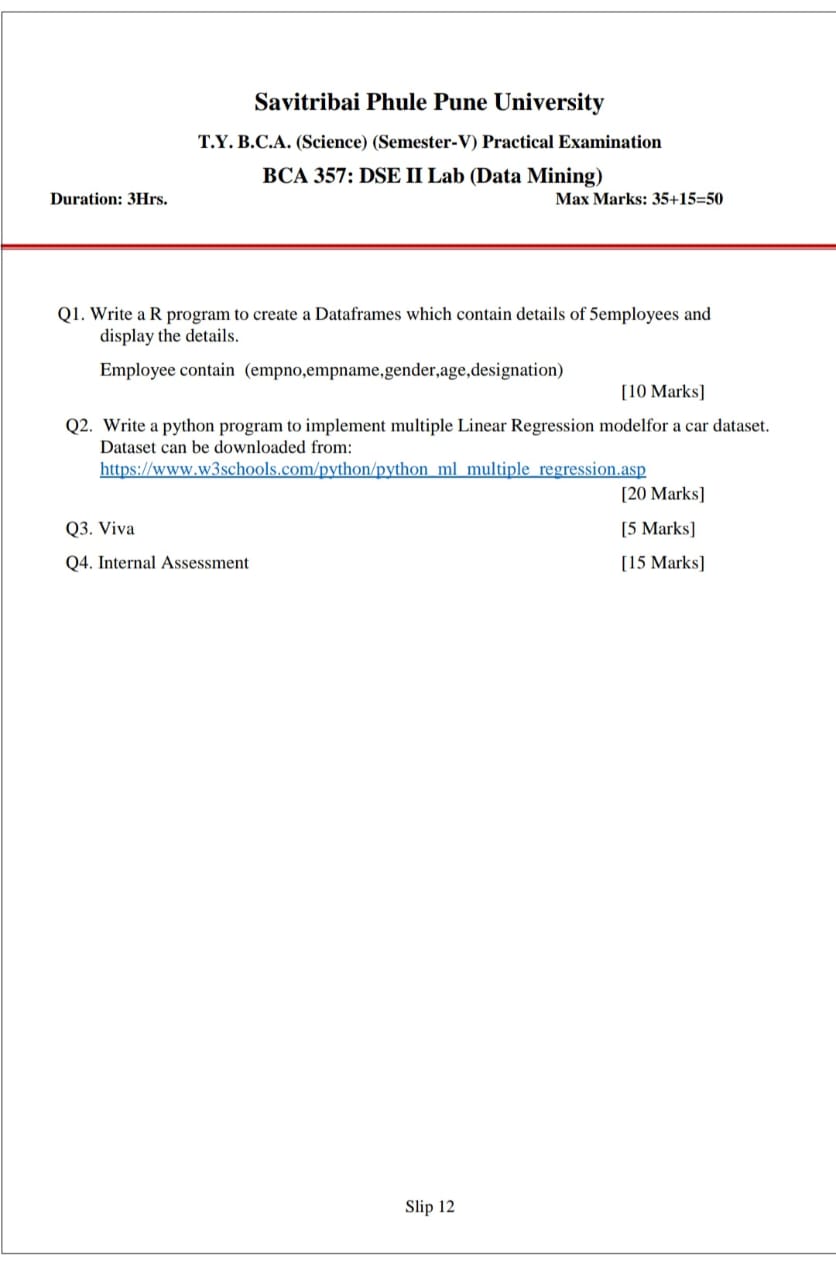 Savitribai Phule Pune University
T.Y. B.C.A. (Science) (Semester-V) Practical Examination
BCA 357: DSE II Lab (Data Mining)
Duration: 3Hrs. Max Marks: 35+15=50
Q1. Write a R program to create a Dataframes which contain details of 5employees and
display the details.
Employee contain (empno,empname,gender,age,designation)
[10 Marks]
Q2. Write a python program to implement multiple Linear Regression modelfor a car dataset.
Dataset can be downloaded from:
https://www.w3schools.com/python/python_ml_multiple_regression.asp
[20 Marks]
Q3. Viva [5 Marks]
Q4. Internal Assessment [15 Marks]
Slip 12